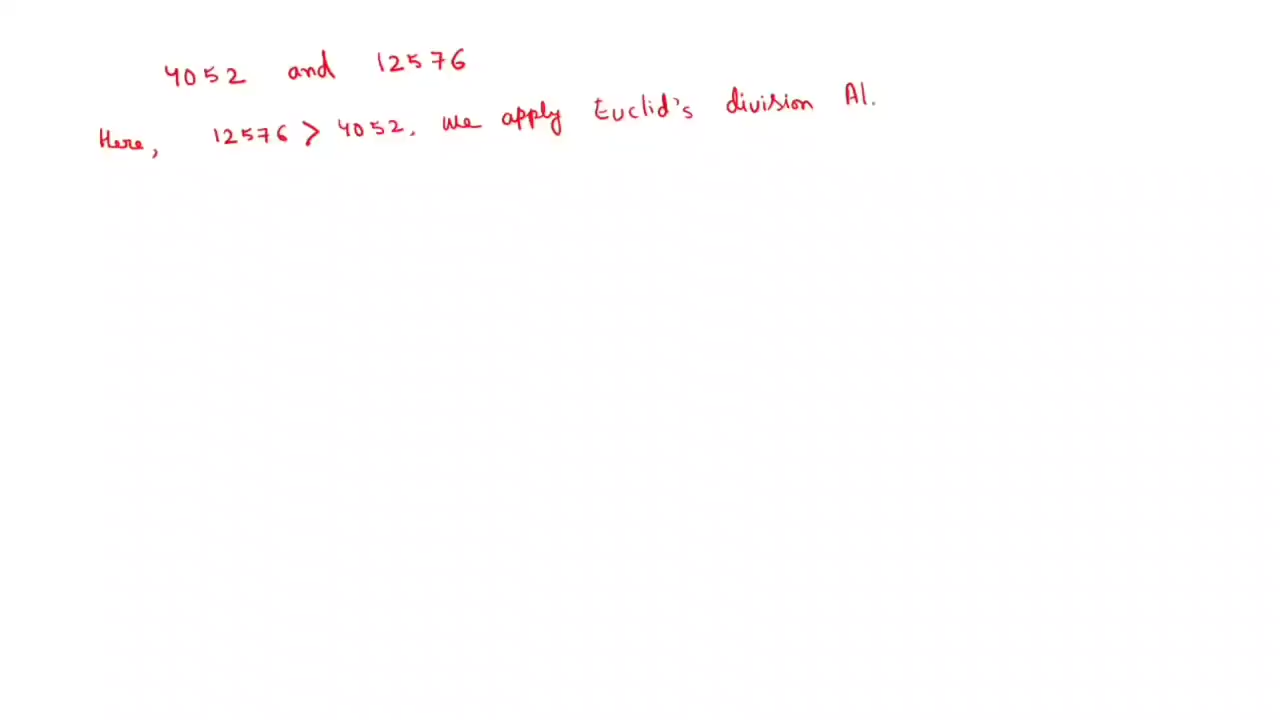 4052 and 12576
Here, 12576 > 4052, we apply Euclid's division Al.